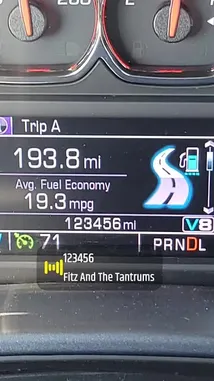 200 E
Trip A
193.8 mi
Avg. Fuel Economy
19.3 mpg
123456 mi V8
71 PRNDL
123456
Fitz And The Tantrums